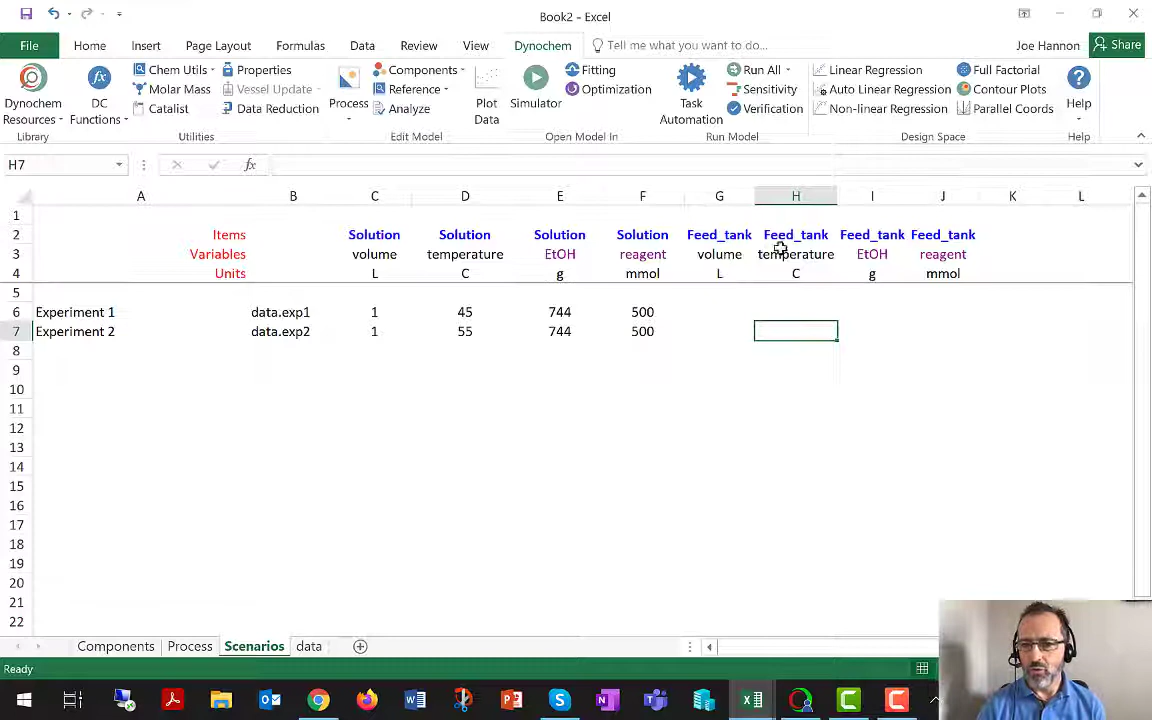 Book2 - Excel
File Home Insert Page Layout Formulas Data Review View Dynochem Tell me what you want to do... Joe Hannon Share
Dynochem Resources
Library
DC Functions
Chem Utils
Molar Mass
Catalist
Properties
Vessel Update
Data Reduction
Utilities
Process
Components
Reference
Analyze
Edit Model
Plot Data
Simulator
Fitting
Optimization
Open Model In
Task Automation
Run All
Sensitivity
Verification
Run Model
Linear Regression
Auto Linear Regression
Non-linear Regression
Full Factorial
Contour Plots
Parallel Coords
Design Space
Help
Help
H7 fx
A B C D E F G H I J K L
1
2 Items Solution Solution Solution Solution Feed_tank Feed_tank Feed_tank Feed_tank
3 Variables volume temperature EtOH reagent volume temperature EtOH reagent
4 Units L C g mmol L C g mmol
5
6 Experiment 1 data.exp1 1 45 744 500
7 Experiment 2 data.exp2 1 55 744 500
8
9
10
11
12
13
14
15
16
17
18
19
20
21
22
Components Process Scenarios data
Ready